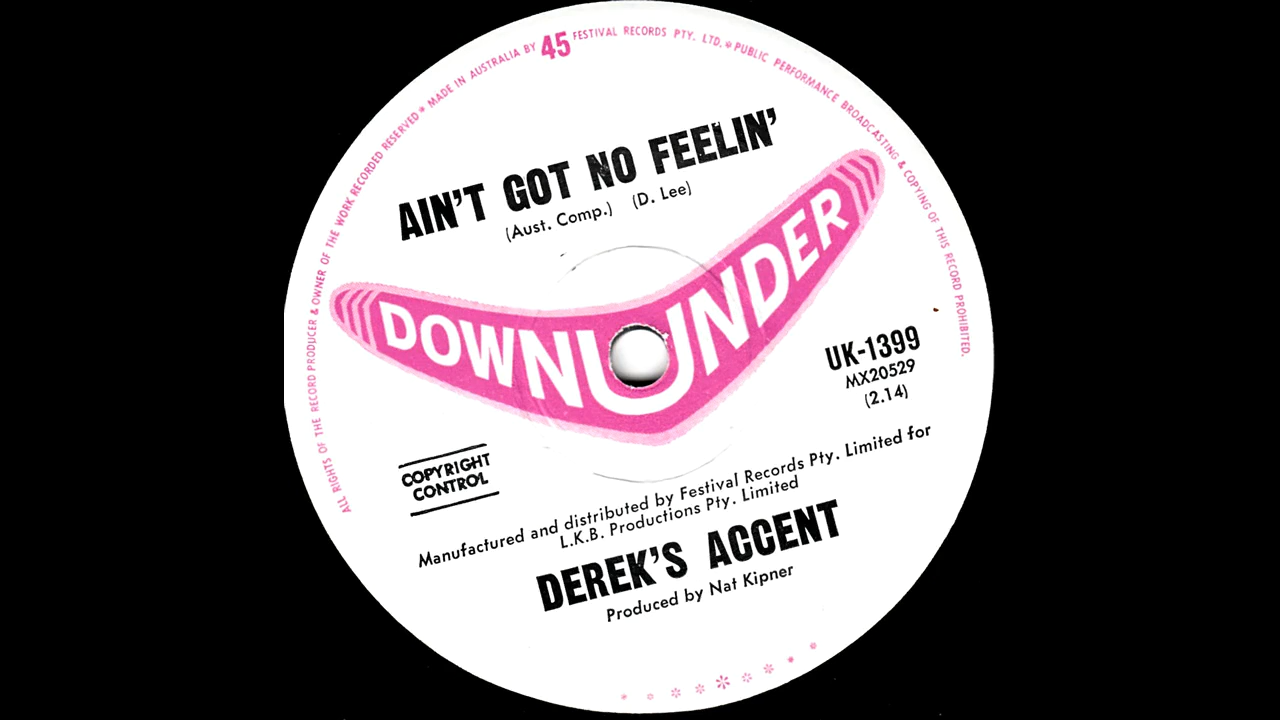 ALL RIGHTS OF THE RECORD PRODUCER & OWNER OF THE WORK RECORDED RESERVED * MADE IN AUSTRALIA BY 45 FESTIVAL RECORDS PTY. LTD. * PUBLIC PERFORMANCE BROADCASTING & COPYING OF THIS RECORD PROHIBITED.
AIN'T GOT NO FEELIN'
(Aust. Comp.) (D. Lee)
DOWNUNDER
UK-1399
MX20529
(2.14)
COPYRIGHT
CONTROL
Manufactured and distributed by Festival Records Pty. Limited for
L.K.B. Productions Pty. Limited
DEREK'S ACCENT
Produced by Nat Kipner